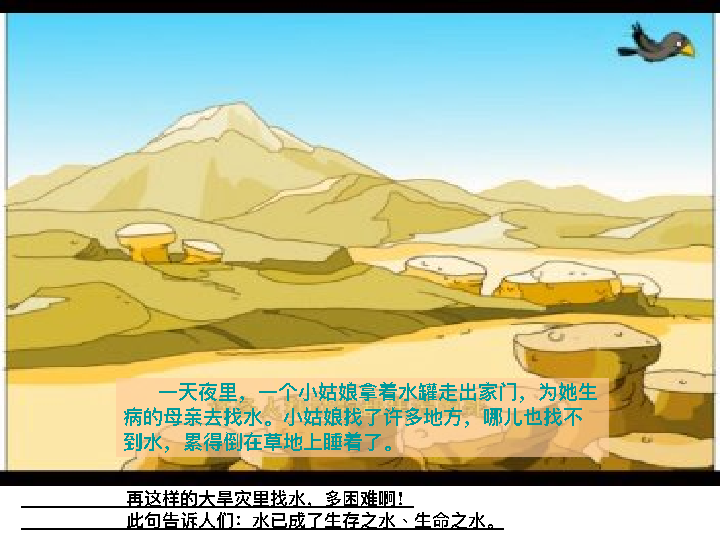 一天夜里，一个小姑娘拿着水罐走出家门，为她生
病的母亲去找水。小姑娘找了许多地方，哪儿也找不
到水，累得倒在草地上睡着了。
再这样的大旱灾里找水，多困难啊！
此句告诉人们：水已成了生存之水、生命之水。